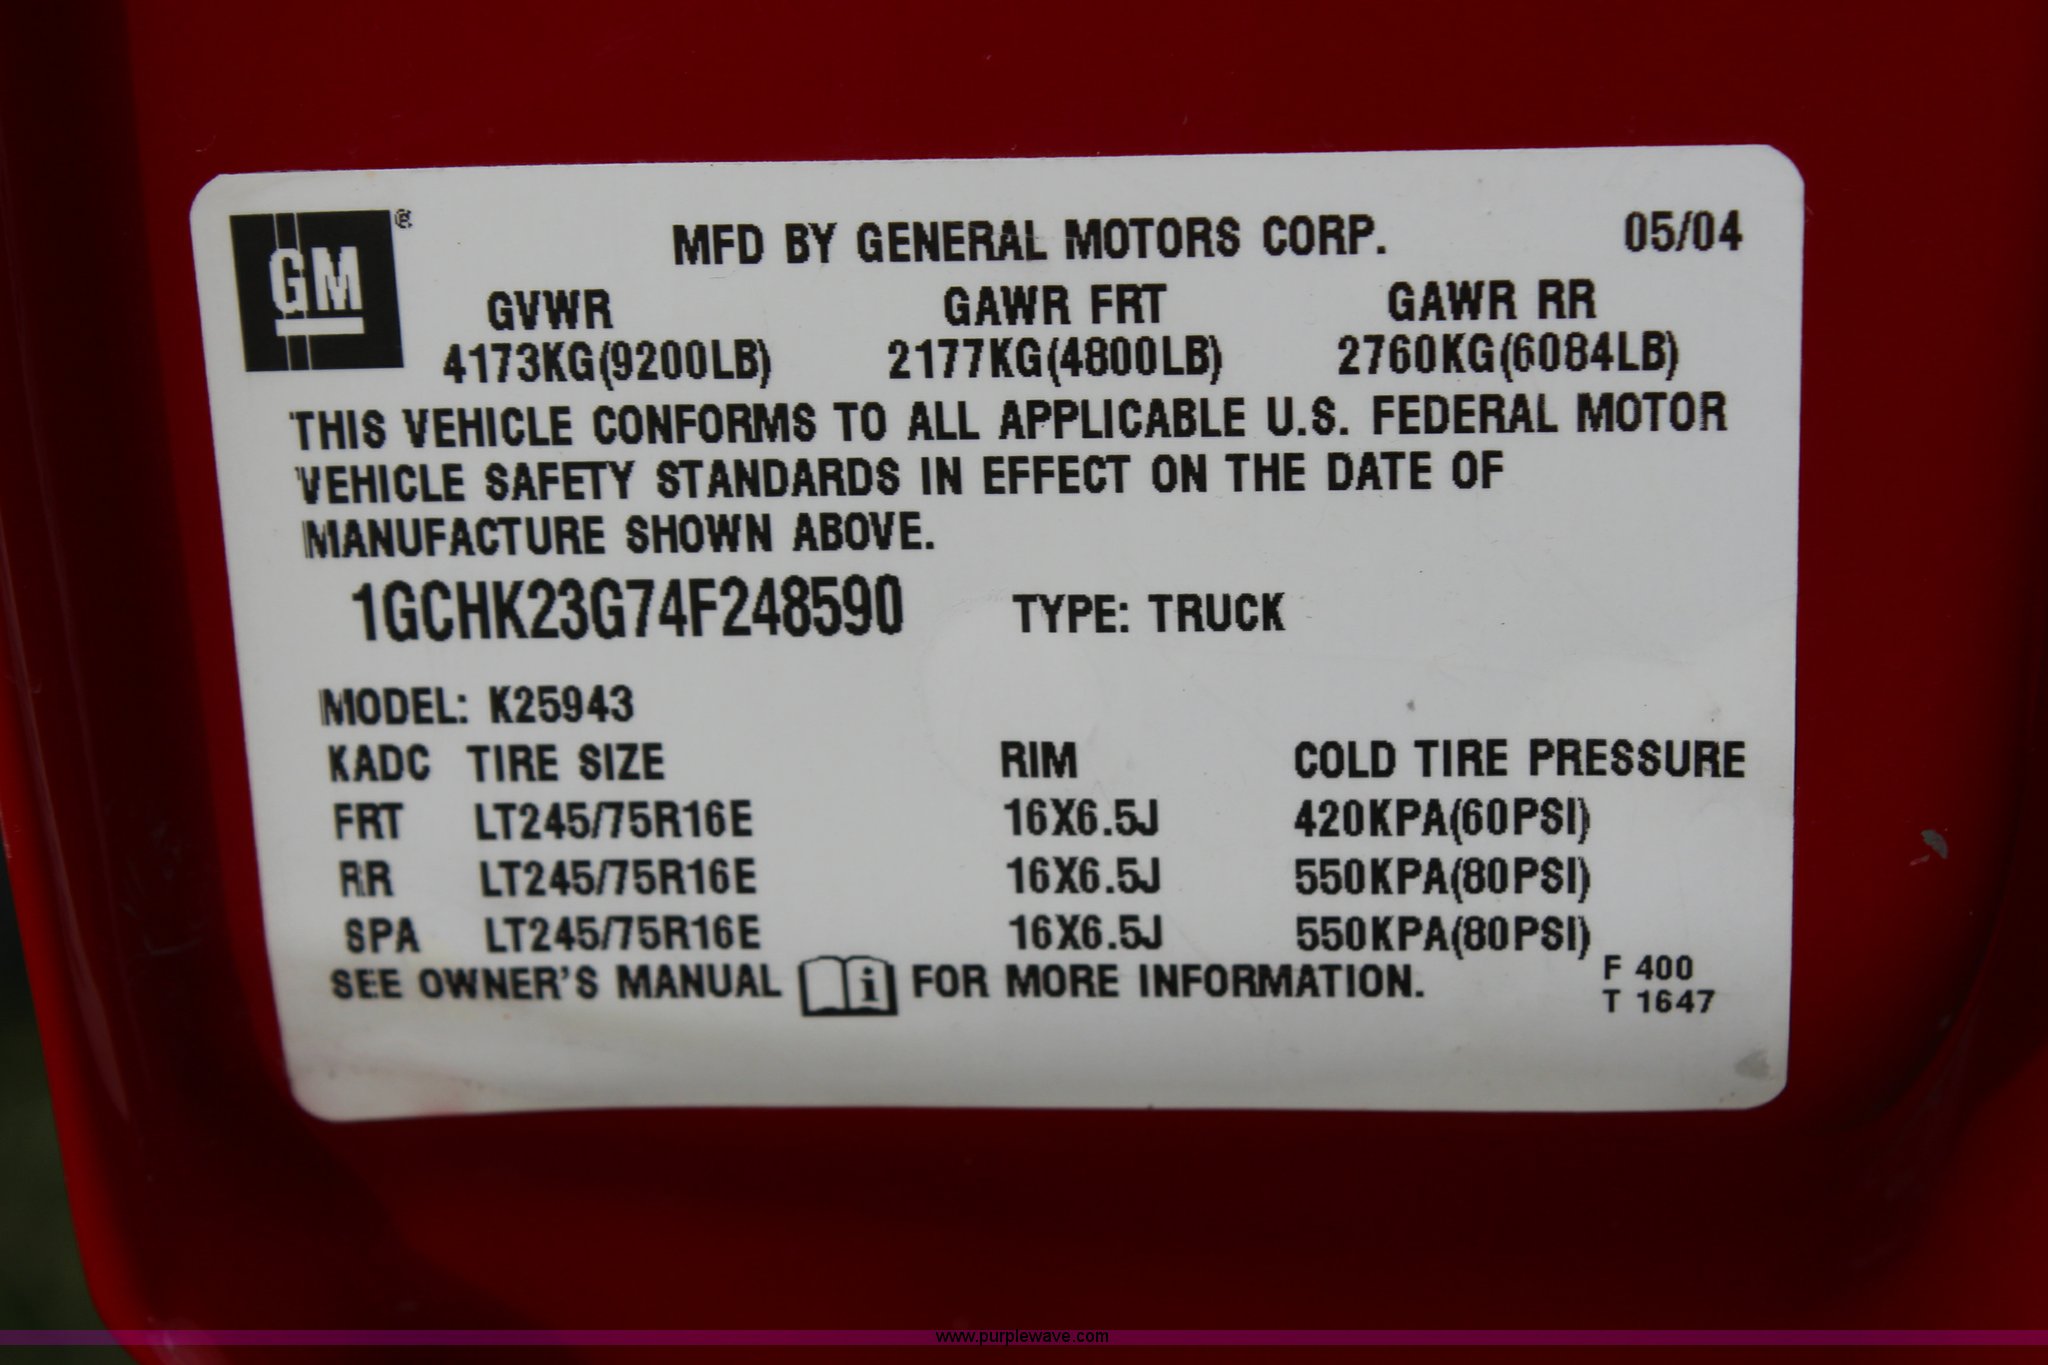 GM ®
MFD BY GENERAL MOTORS CORP. 05/04
GVWR GAWR FRT GAWR RR
4173KG(9200LB) 2177KG(4800LB) 2760KG(6084LB)
THIS VEHICLE CONFORMS TO ALL APPLICABLE U.S. FEDERAL MOTOR
VEHICLE SAFETY STANDARDS IN EFFECT ON THE DATE OF
MANUFACTURE SHOWN ABOVE.
1GCHK23G74F248590 TYPE: TRUCK
MODEL: K25943
KADC TIRE SIZE RIM COLD TIRE PRESSURE
FRT LT245/75R16E 16X6.5J 420KPA(60PSI)
RR LT245/75R16E 16X6.5J 550KPA(80PSI)
SPA LT245/75R16E 16X6.5J 550KPA(80PSI)
SEE OWNER'S MANUAL i FOR MORE INFORMATION.
F 400
T 1647
www.purplewave.com